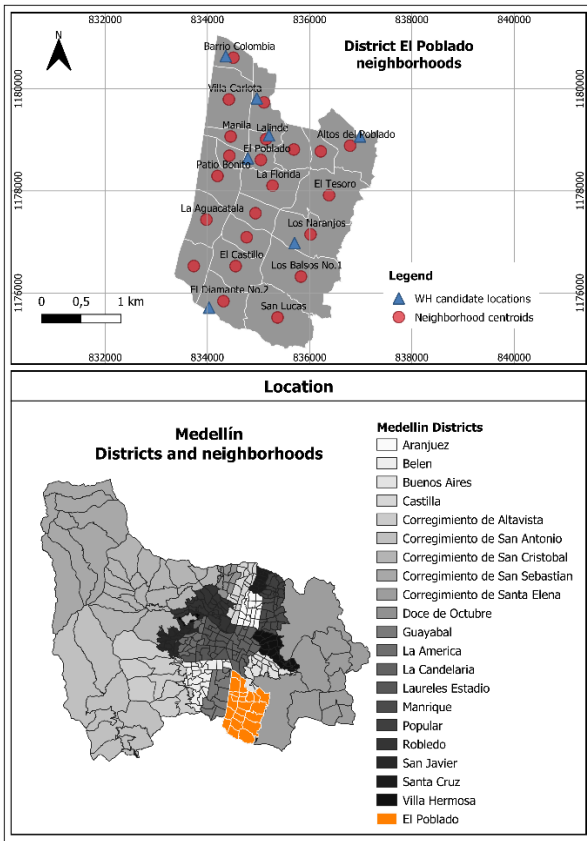 832000 834000 836000 838000 840000
District El Poblado
neighborhoods
Barrio Colombia
1180000 1180000
Villa Carlota
Manila Lalinde Altos del Poblado
El Poblado
Patio Bonito
La Florida
1178000 1178000
El Tesoro
La Aguacatala
Los Naranjos
El Castillo
Los Balsos No.1
El Diamante No.2
San Lucas
1176000 1176000
Legend
WH candidate locations
Neighborhood centroids
0 0,5 1 km
832000 834000 836000 838000 840000
Location
Medellín
Districts and neighborhoods
Medellin Districts
Aranjuez
Belen
Buenos Aires
Castilla
Corregimiento de Altavista
Corregimiento de San Antonio
Corregimiento de San Cristobal
Corregimiento de San Sebastian
Corregimiento de Santa Elena
Doce de Octubre
Guayabal
La America
La Candelaria
Laureles Estadio
Manrique
Popular
Robledo
San Javier
Santa Cruz
Villa Hermosa
El Poblado